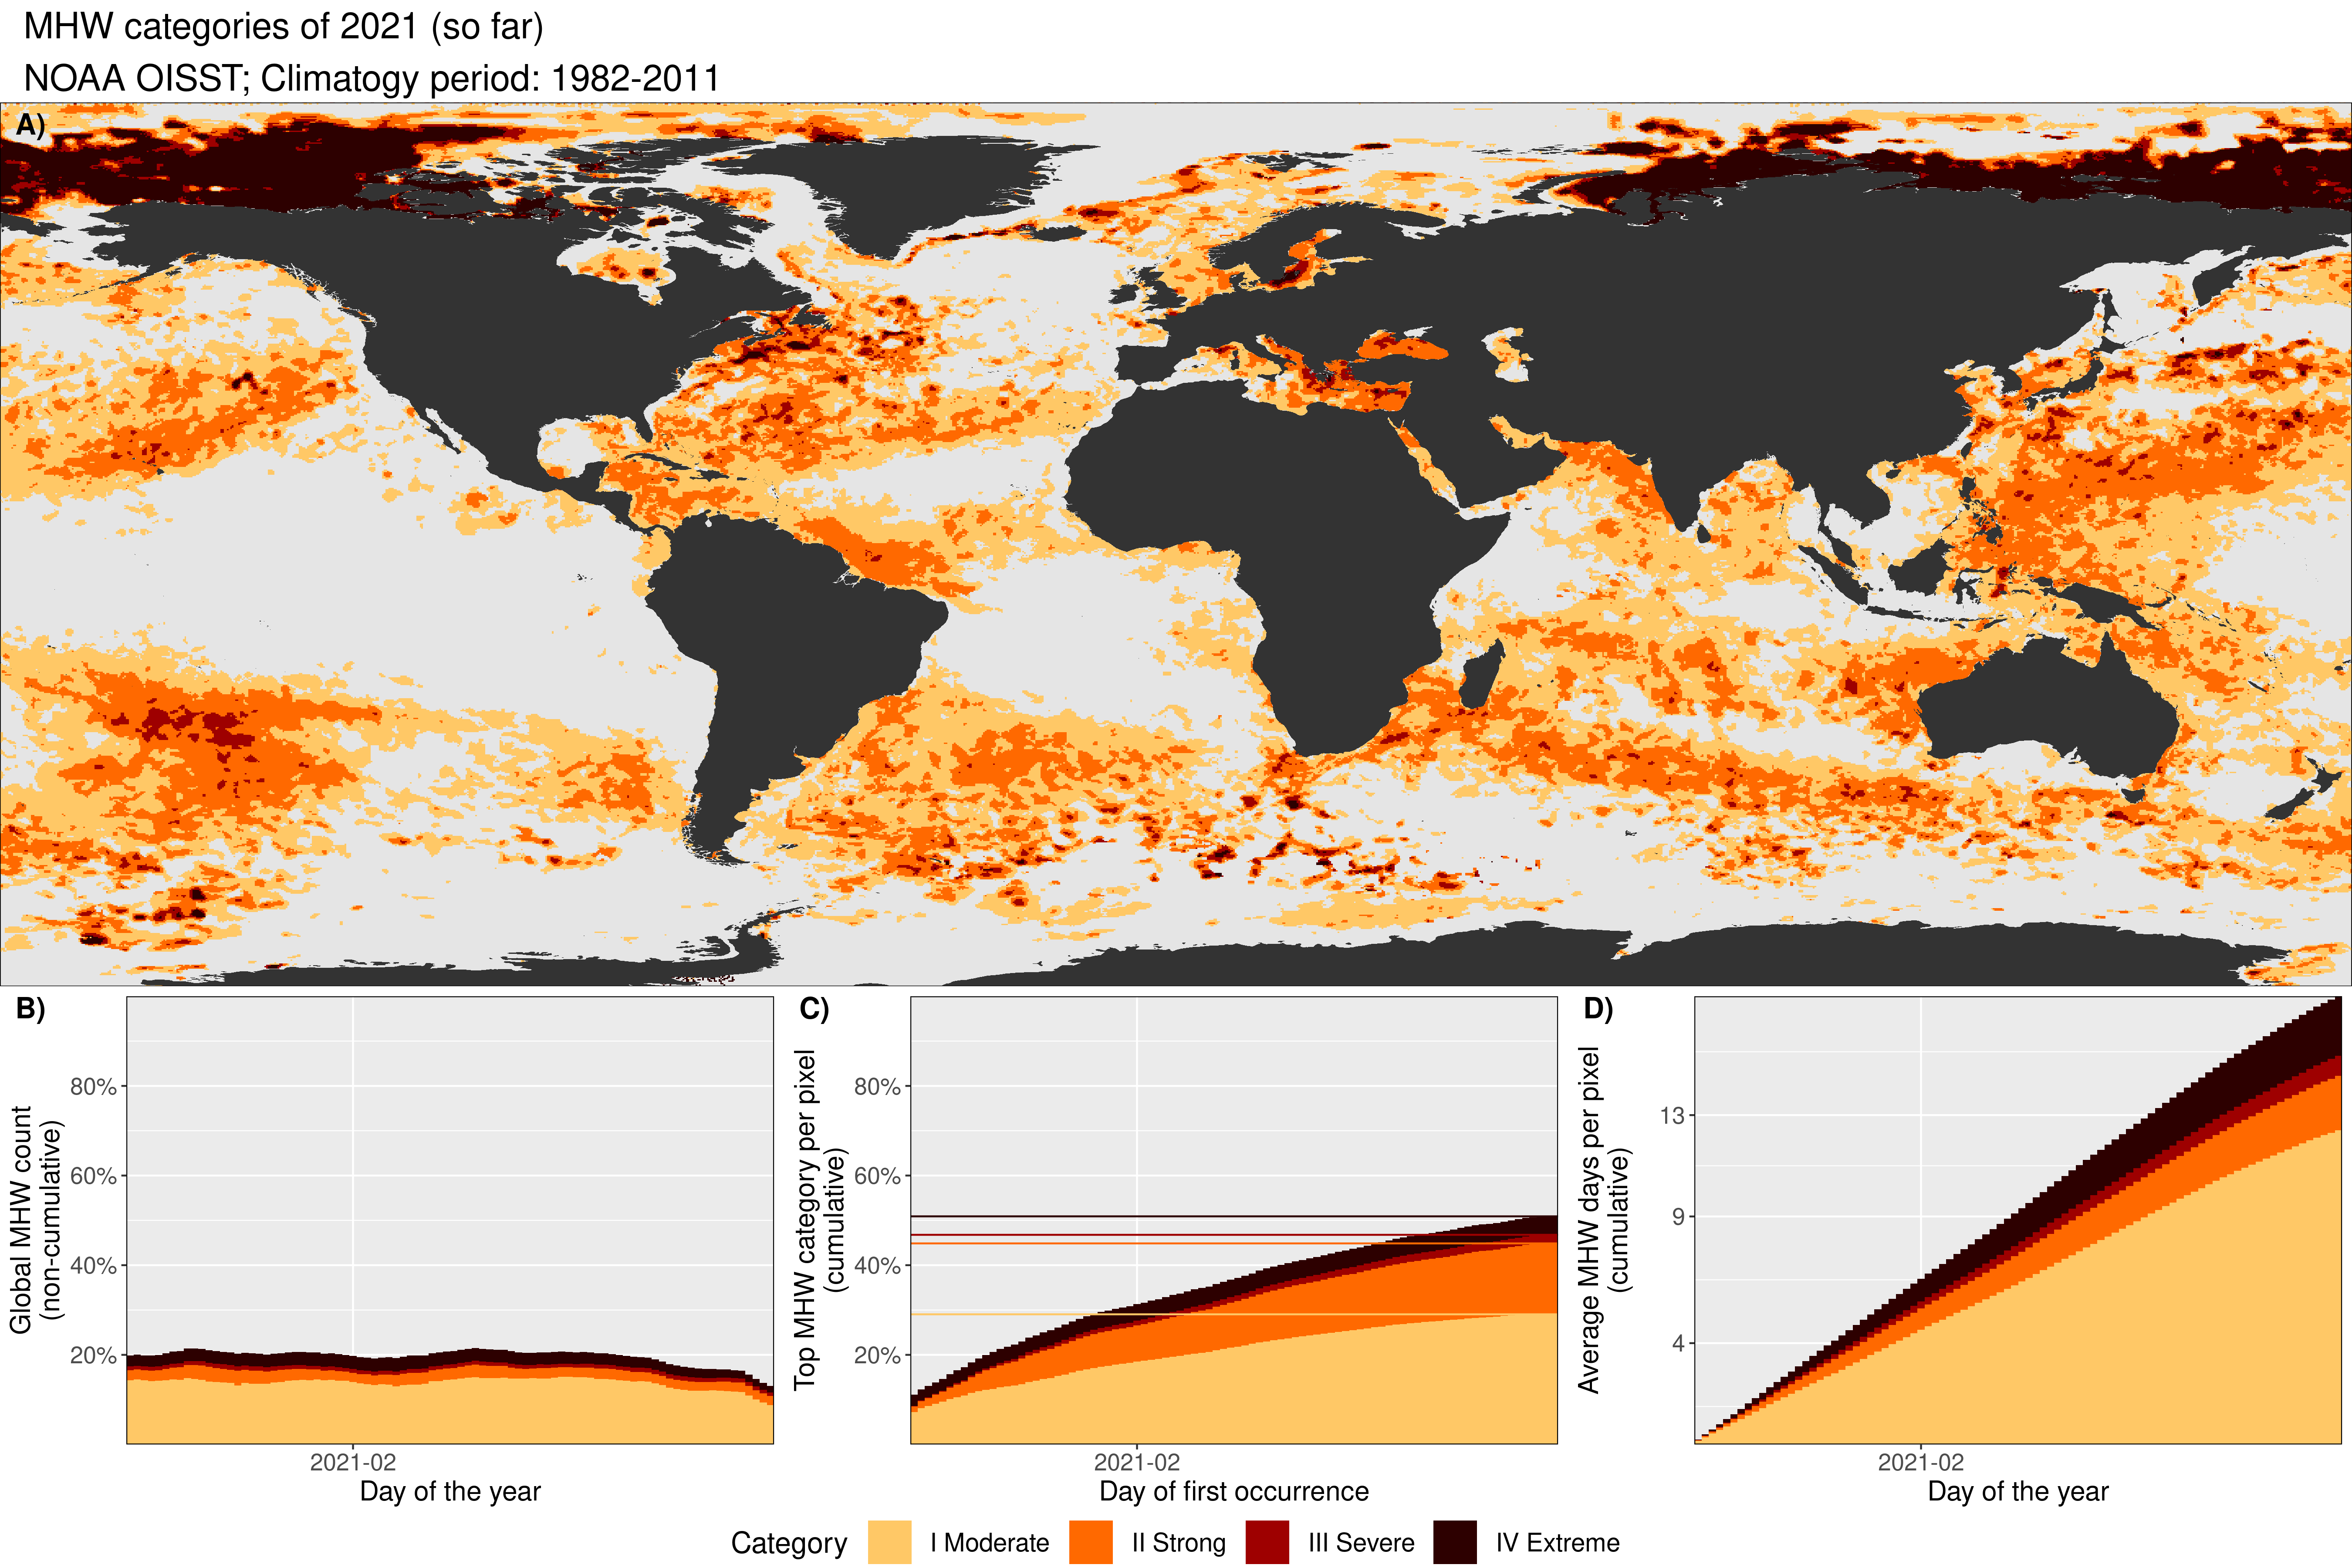 MHW categories of 2021 (so far)
NOAA OISST; Climatogy period: 1982-2011
A)
B)
Global MHW count
(non-cumulative)
80%
60%
40%
20%
2021-02
Day of the year
C)
Top MHW category per pixel
(cumulative)
80%
60%
40%
20%
2021-02
Day of first occurrence
D)
Average MHW days per pixel
(cumulative)
13
9
4
2021-02
Day of the year
Category I Moderate II Strong III Severe IV Extreme